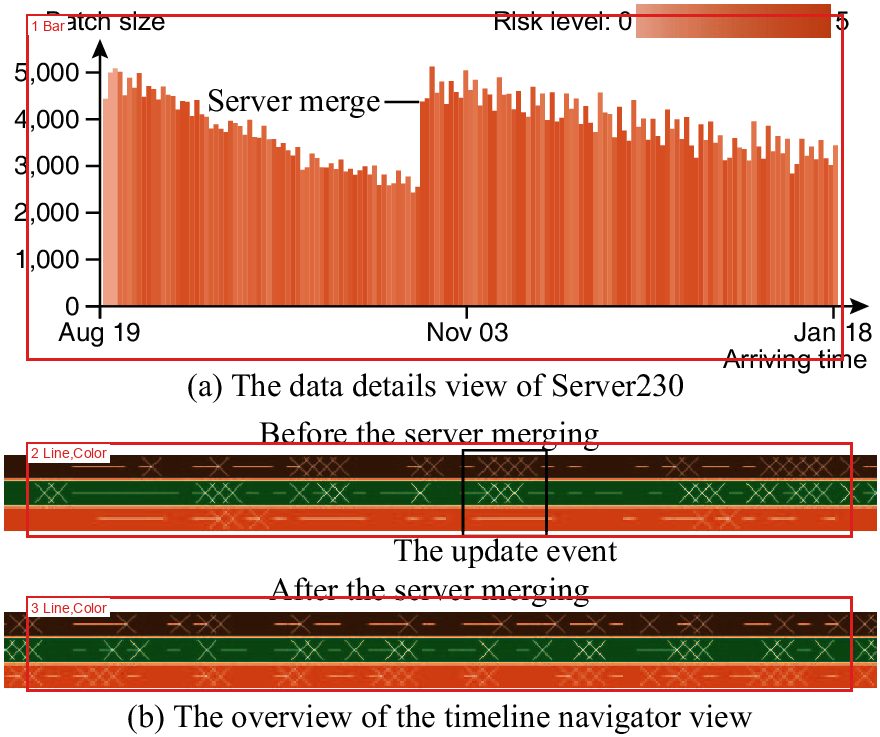 Batch size
Risk level: 0 5
1 Bar
5,000
Server merge
4,000
3,000
2,000
1,000
0
Aug 19 Nov 03 Jan 18
Arriving time
(a) The data details view of Server230
Before the server merging
2 Line,Color
The update event
After the server merging
3 Line,Color
(b) The overview of the timeline navigator view